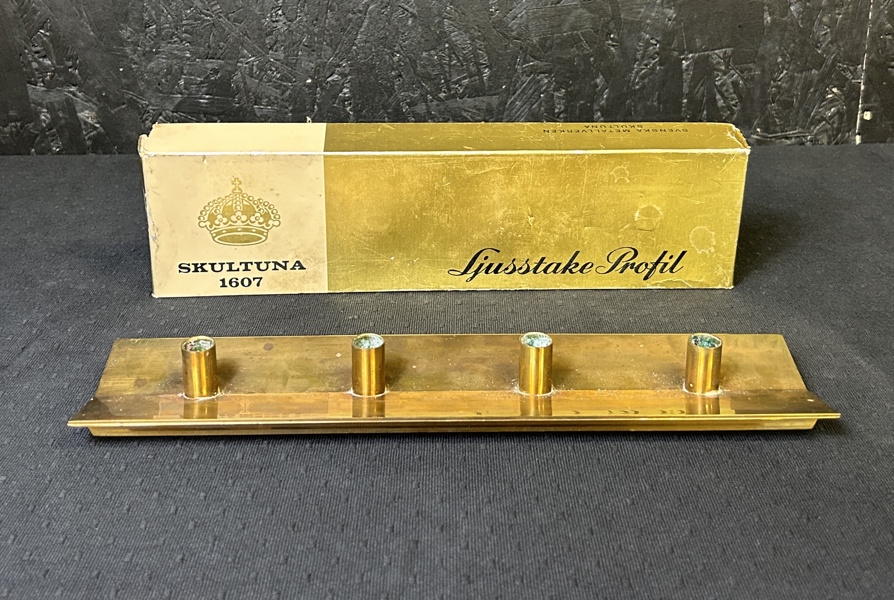 SVENSKA METALLVERKEN
SKULTUNA
SKULTUNA
1607
Ljusstake Profil